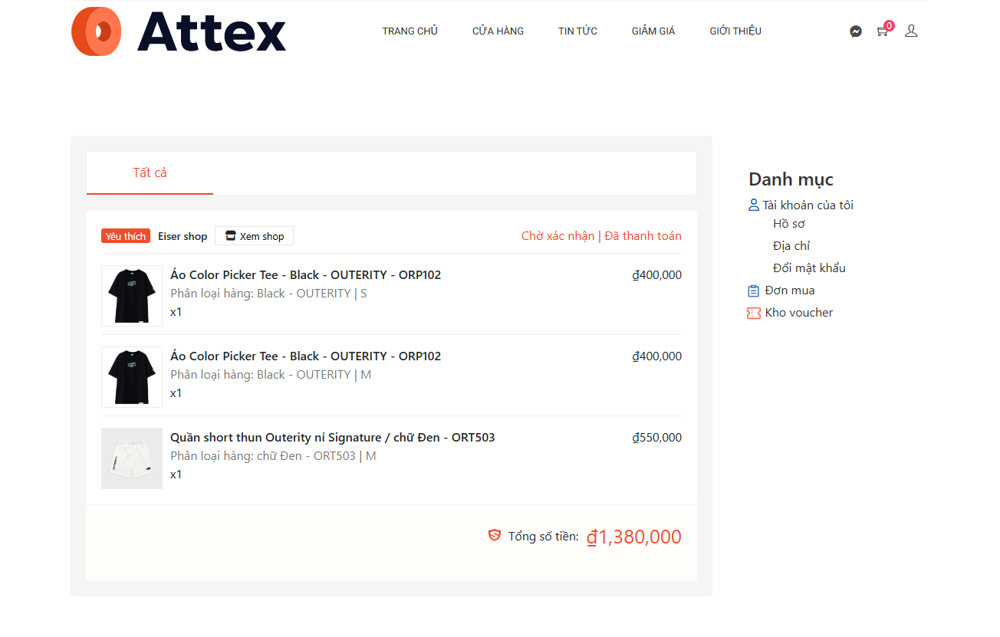 Attex
TRANG CHỦ CỬA HÀNG TIN TỨC GIẢM GIÁ GIỚI THIỆU 0
Tất cả
Yêu thích Eiser shop Xem shop Chờ xác nhận | Đã thanh toán
Áo Color Picker Tee - Black - OUTERITY - ORP102 ₫400,000
Phân loại hàng: Black - OUTERITY | S
x1
Áo Color Picker Tee - Black - OUTERITY - ORP102 ₫400,000
Phân loại hàng: Black - OUTERITY | M
x1
Quần short thun Outerity nỉ Signature / chữ Đen - ORT503 ₫550,000
Phân loại hàng: chữ Đen - ORT503 | M
x1
Tổng số tiền: ₫1,380,000
Danh mục
Tài khoản của tôi
Hồ sơ
Địa chỉ
Đổi mật khẩu
Đơn mua
Kho voucher